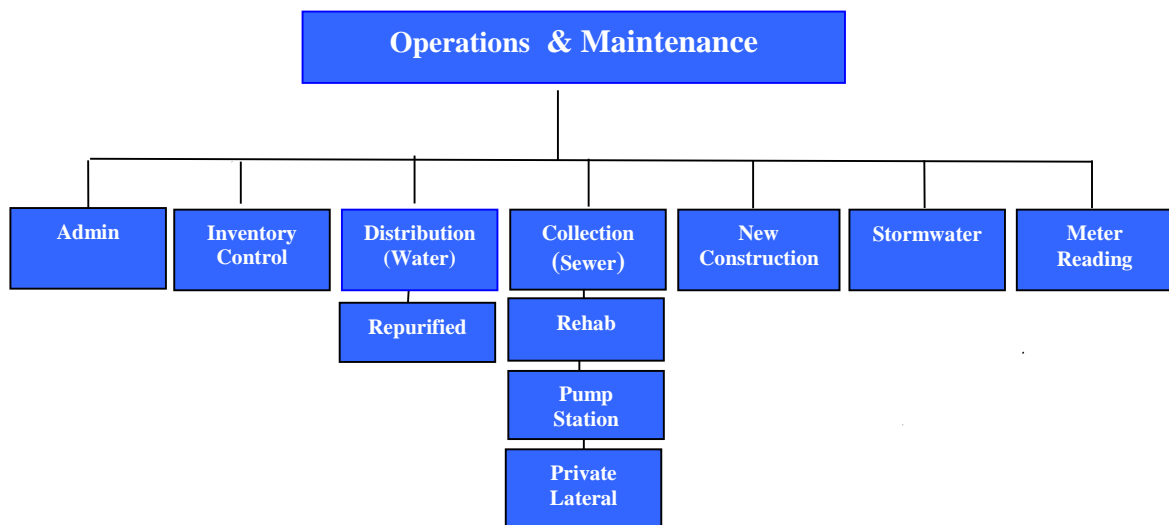 Operations & Maintenance
Admin
Inventory
Control
Distribution
(Water)
Collection
(Sewer)
New
Construction
Stormwater
Meter
Reading
Repurified
Rehab
Pump
Station
Private
Lateral